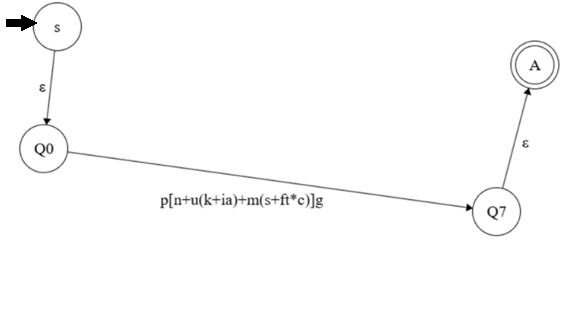 s
A
ε
ε
Q0
p[n+u(k+ia)+m(s+ft*c)]g
Q7